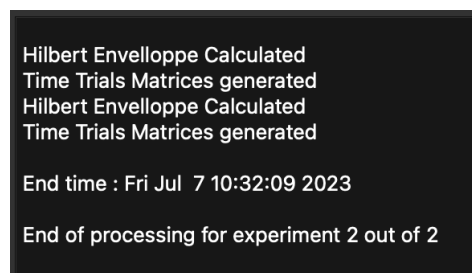 Hilbert Envelloppe Calculated
Time Trials Matrices generated
Hilbert Envelloppe Calculated
Time Trials Matrices generated
End time : Fri Jul  7 10:32:09 2023
End of processing for experiment 2 out of 2